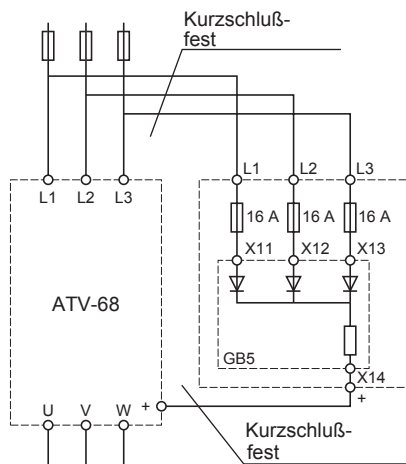 Kurzschluß-
fest
L1 L2 L3
L1 L2 L3
16 A 16 A 16 A
X11 X12 X13
ATV-68
GB5
X14
U V W + +
Kurzschluß-
fest